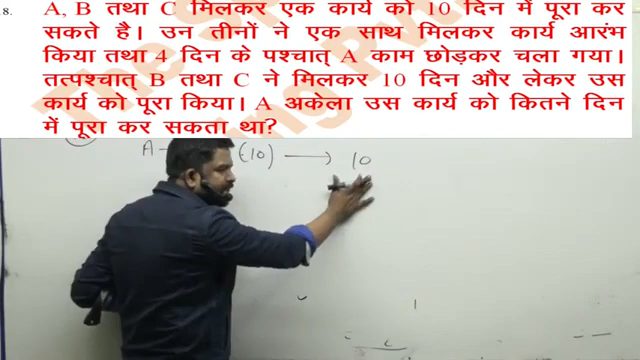 8. A, B तथा C मिलकर एक कार्य को 10 दिन में पूरा कर
सकते है। उन तीनों ने एक साथ मिलकर कार्य आरंभ
किया तथा 4 दिन के पश्चात् A काम छोड़कर चला गया।
तत्पश्चात् B तथा C ने मिलकर 10 दिन और लेकर उस
कार्य को पूरा किया। A अकेला उस कार्य को कितने दिन
में पूरा कर सकता था?
A (10) → 10